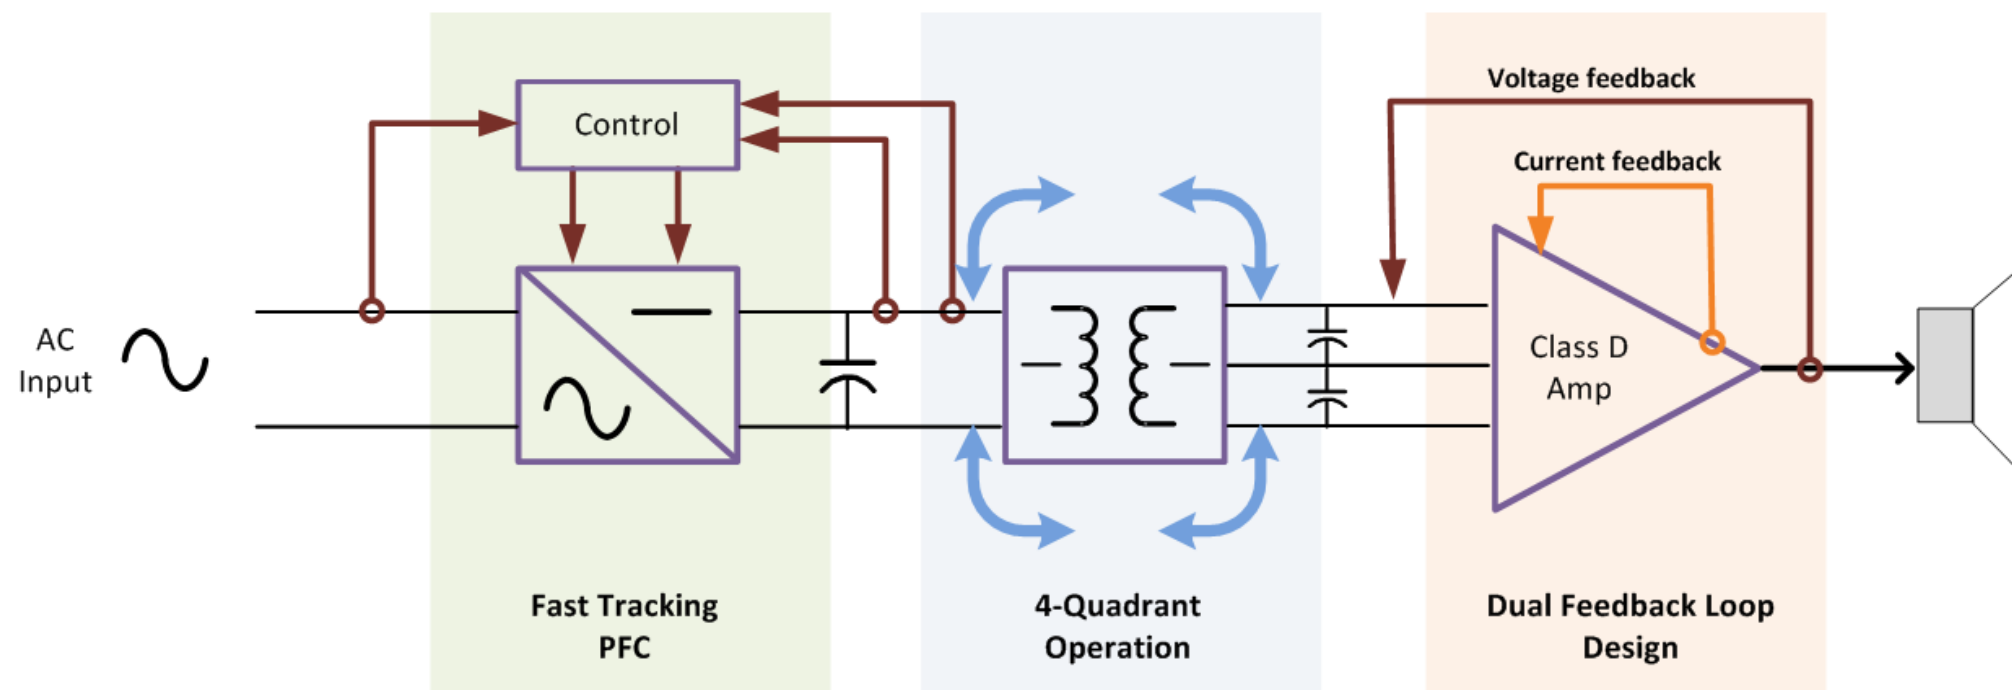 AC
Input
Control
Voltage feedback
Current feedback
Class D
Amp
Fast Tracking
PFC
4-Quadrant
Operation
Dual Feedback Loop
Design